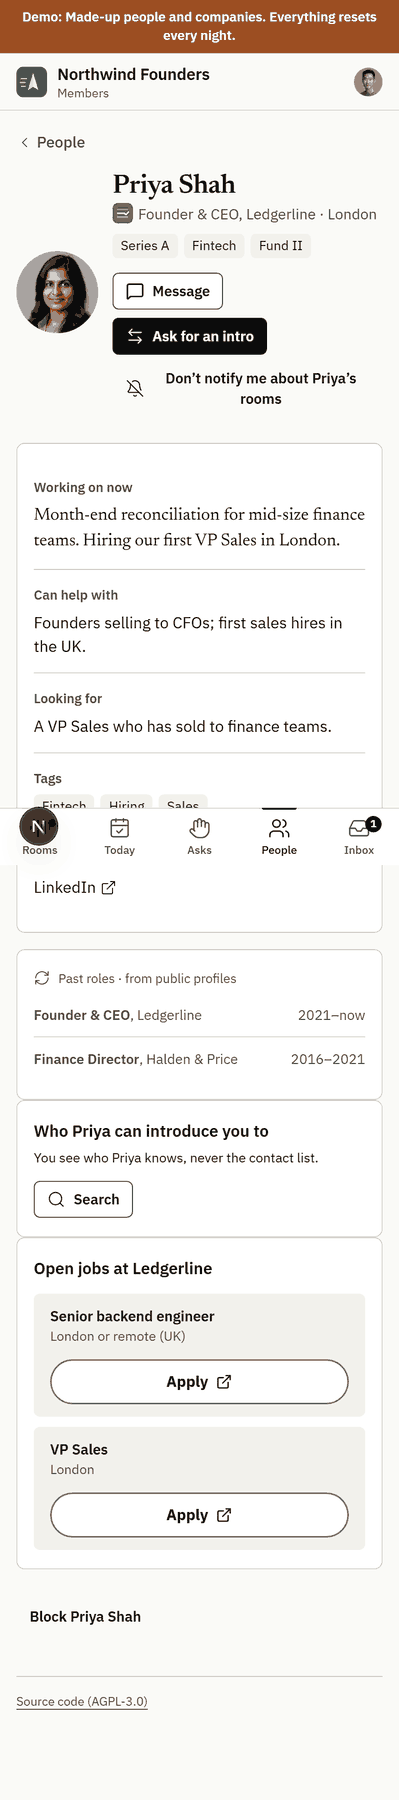 Demo: Made-up people and companies. Everything resets
every night.
Northwind Founders
Members
People
Priya Shah
Founder & CEO, Ledgerline · London
Series A Fintech Fund II
Message
Ask for an intro
Don’t notify me about Priya’s
rooms
Working on now
Month-end reconciliation for mid-size finance
teams. Hiring our first VP Sales in London.
Can help with
Founders selling to CFOs; first sales hires in
the UK.
Looking for
A VP Sales who has sold to finance teams.
Tags
Fintech Hiring Sales
N 1
Rooms Today Asks People Inbox
LinkedIn
Past roles · from public profiles
Founder & CEO, Ledgerline 2021–now
Finance Director, Halden & Price 2016–2021
Who Priya can introduce you to
You see who Priya knows, never the contact list.
Search
Open jobs at Ledgerline
Senior backend engineer
London or remote (UK)
Apply
VP Sales
London
Apply
Block Priya Shah
Source code (AGPL-3.0)